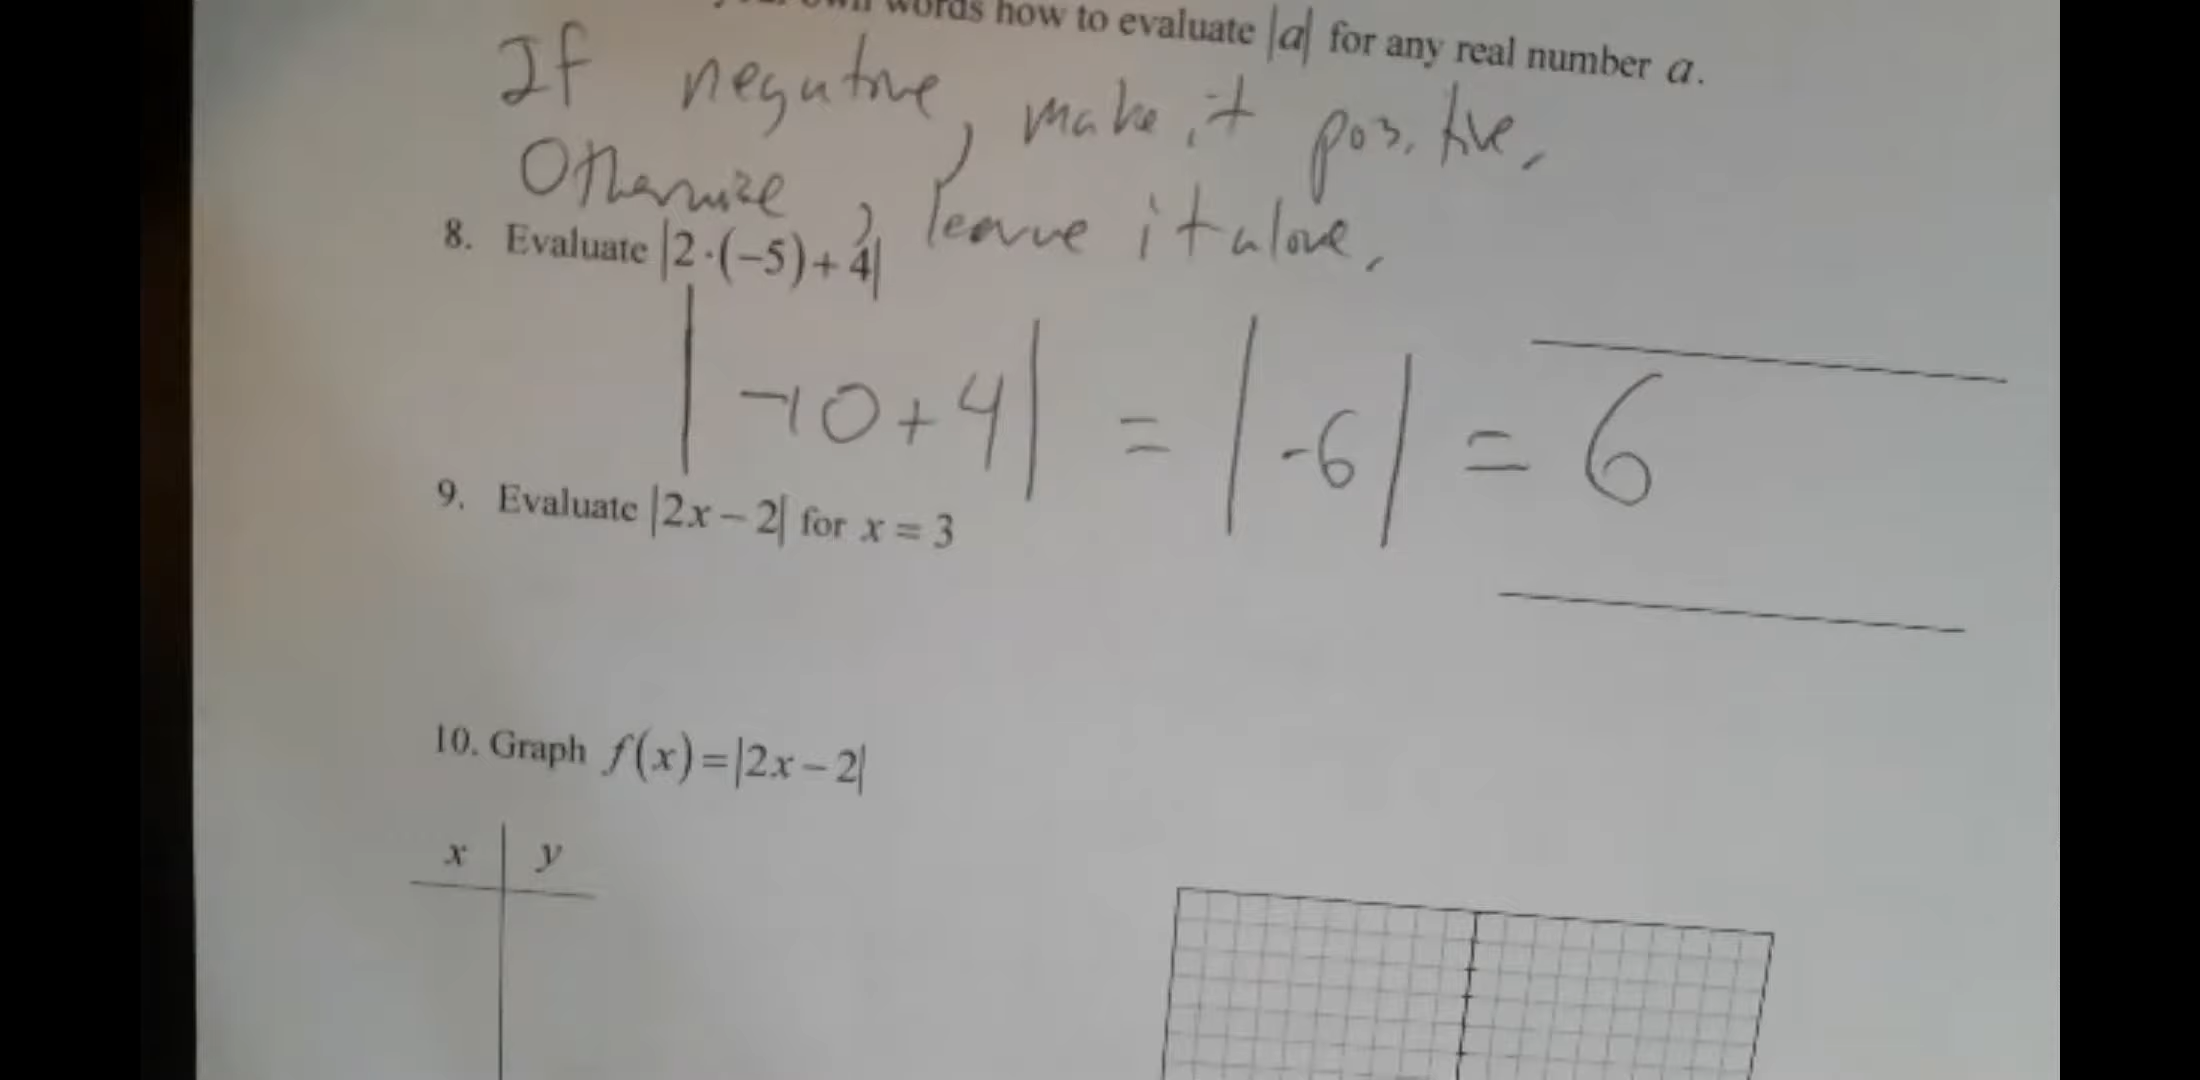 own words how to evaluate |a| for any real number a.
If negative, make it positive.
Otherwise, leave it alone.
8. Evaluate |2·(−5)+4|
|-10+4| = |-6| = 6
9. Evaluate |2x−2| for x=3
10. Graph f(x)=|2x−2|
x y